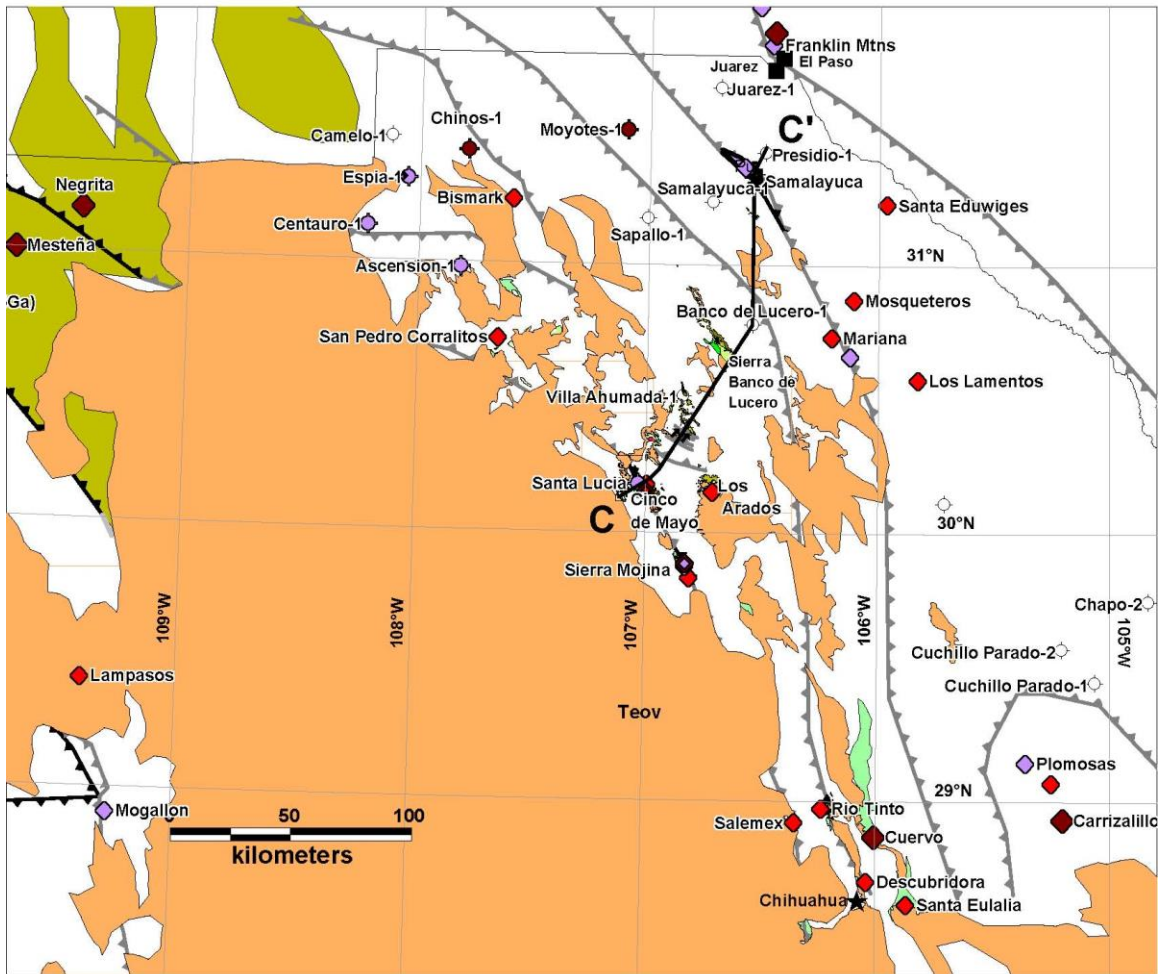 Franklin Mtns
El Paso
Juarez
Juarez-1
Chinos-1
Moyotes-1
Camelo-1
C'
Presidio-1
Espia-1
Samalayuca
Negrita
Bismark
Samalayuca-1
Santa Eduwiges
Centauro-1
Sapallo-1
Mesteña
31°N
Ascension-1
-Ga)
Mosqueteros
Banco de Lucero-1
San Pedro Corralitos
Mariana
Sierra
Banco de
Lucero
Los Lamentos
Villa Ahumada-1
Santa Lucia
Los
Arados
Cinco
de Mayo
C
30°N
Sierra Mojina
109°W
108°W
107°W
106°W
105°W
Chapo-2
Cuchillo Parado-2
Lampasos
Cuchillo Parado-1
Teov
Plomosas
29°N
Mogallon
Rio Tinto
Salemex
Carrizalillo
0 50 100
kilometers
Cuervo
Descubridora
Chihuahua
Santa Eulalia